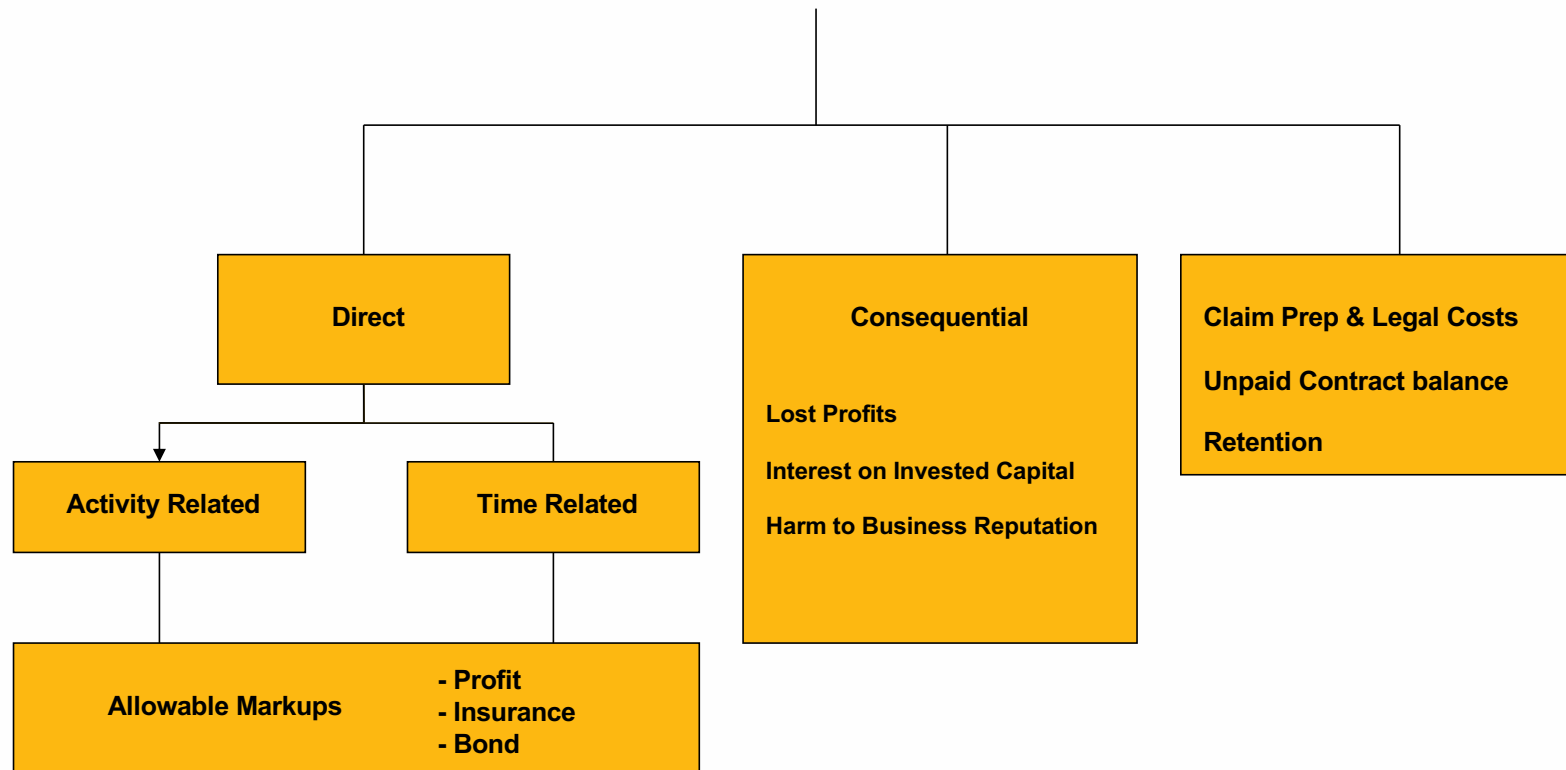 Direct
Consequential
Lost Profits
Interest on Invested Capital
Harm to Business Reputation
Claim Prep & Legal Costs
Unpaid Contract balance
Retention
Activity Related
Time Related
Allowable Markups
- Profit
- Insurance
- Bond